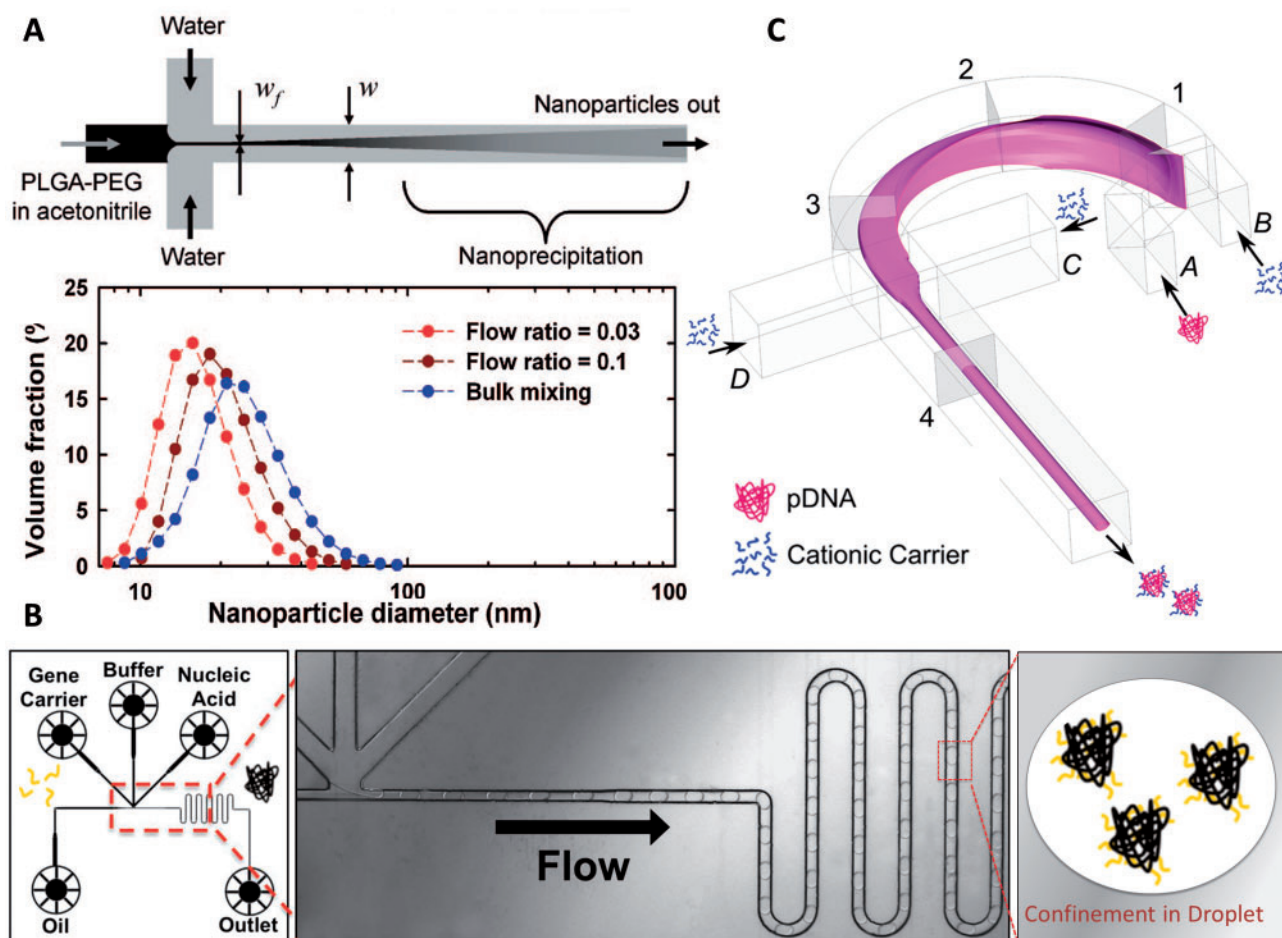 A
Water
w_f
w
Nanoparticles out
PLGA-PEG
in acetonitrile
Nanoprecipitation
Water
25
20
15
10
5
0
Volume fraction (%
Flow ratio = 0.03
Flow ratio = 0.1
Bulk mixing
10
100
100
Nanoparticle diameter (nm)
C
1
2
3
4
A
B
C
D
pDNA
Cationic Carrier
B
Gene
Carrier
Buffer
Nucleic
Acid
Oil
Outlet
Flow
Confinement in Droplet